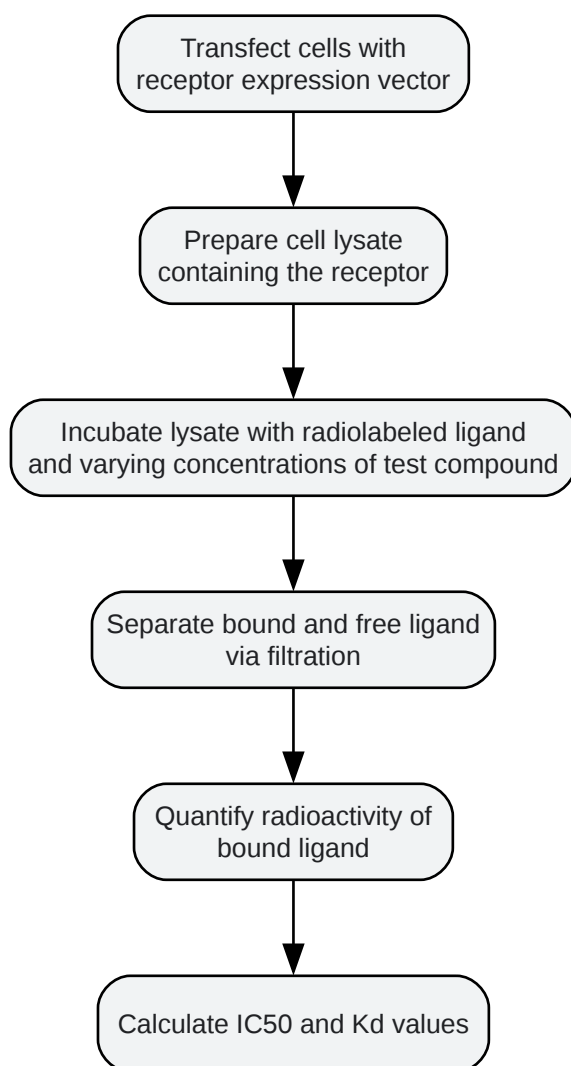 Transfect cells with
receptor expression vector
Prepare cell lysate
containing the receptor
Incubate lysate with radiolabeled ligand
and varying concentrations of test compound
Separate bound and free ligand
via filtration
Quantify radioactivity of
bound ligand
Calculate IC50 and Kd values